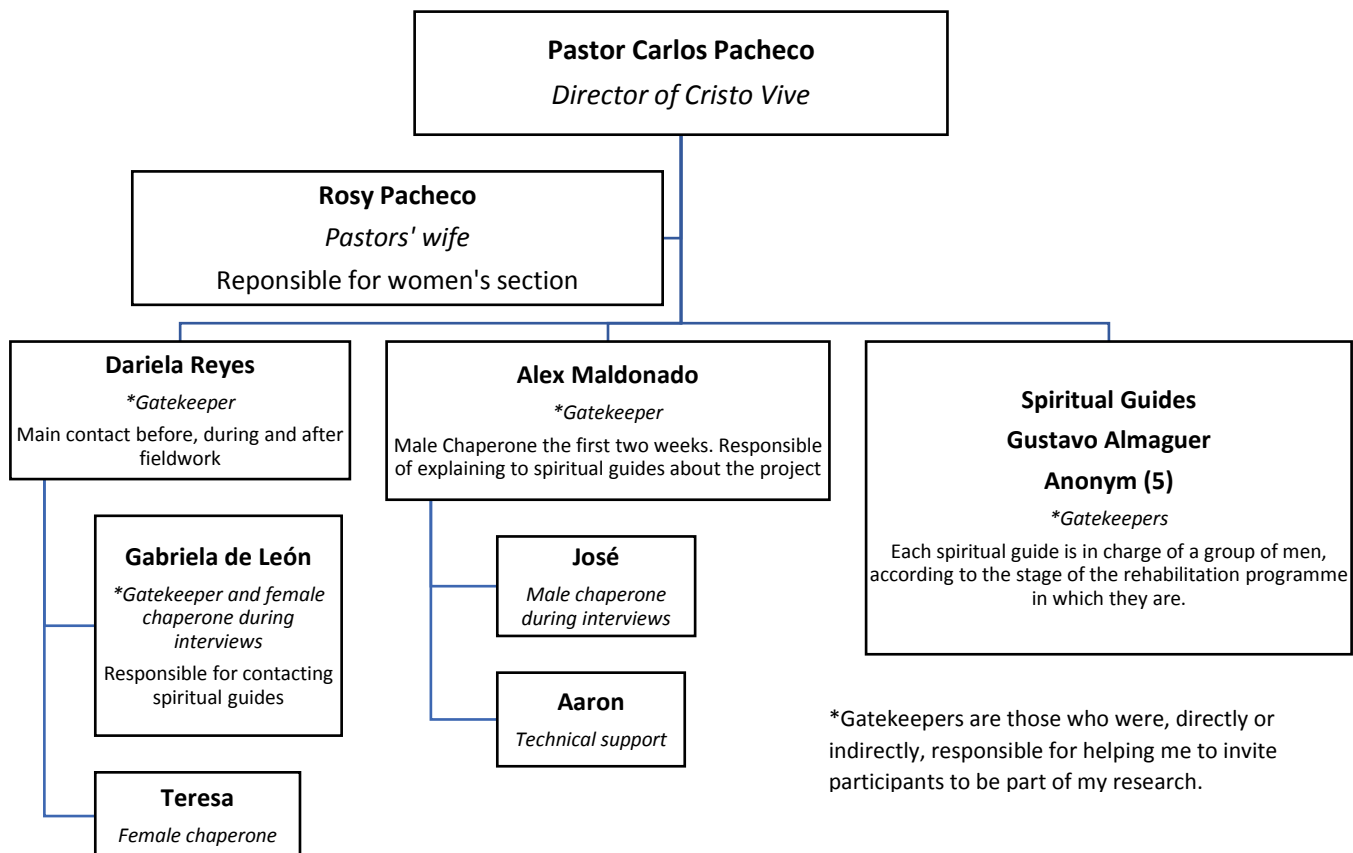 Pastor Carlos Pacheco
Director of Cristo Vive
Rosy Pacheco
Pastors' wife
Reponsible for women's section
Dariela Reyes
*Gatekeeper
Main contact before, during and after
fieldwork
Gabriela de León
*Gatekeeper and female
chaperone during
interviews
Responsible for contacting
spiritual guides
Teresa
Female chaperone
Alex Maldonado
*Gatekeeper
Male Chaperone the first two weeks. Responsible
of explaining to spiritual guides about the project
José
Male chaperone
during interviews
Aaron
Technical support
Spiritual Guides
Gustavo Almaguer
Anonym (5)
*Gatekeepers
Each spiritual guide is in charge of a group of men,
according to the stage of the rehabilitation programme
in which they are.
*Gatekeepers are those who were, directly or
indirectly, responsible for helping me to invite
participants to be part of my research.